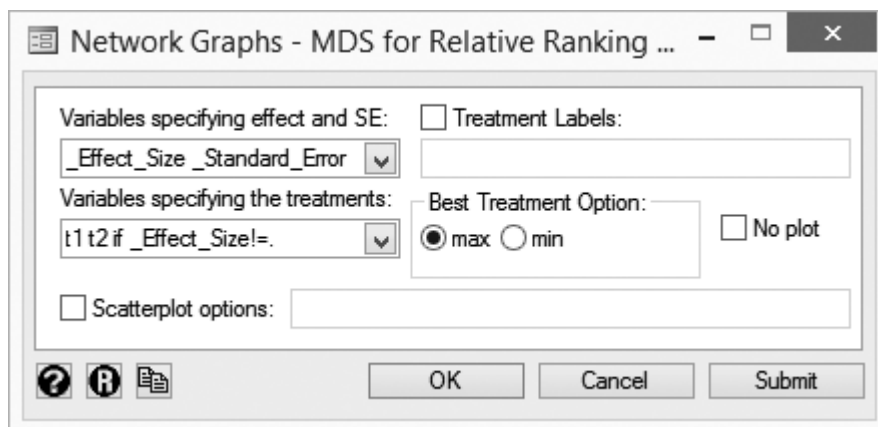 Network Graphs - MDS for Relative Ranking ...
Variables specifying effect and SE:
Treatment Labels:
_Effect_Size _Standard_Error
Variables specifying the treatments:
Best Treatment Option:
t1 t2 if _Effect_Size!=.
max
min
No plot
Scatterplot options:
? R
OK
Cancel
Submit